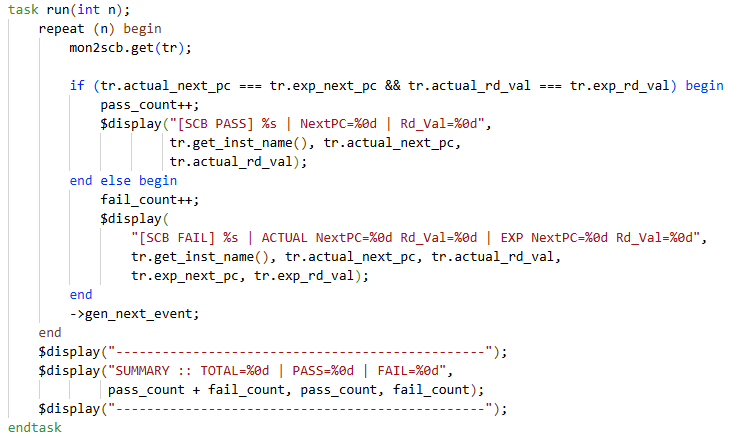 task run(int n);
    repeat (n) begin
        mon2scb.get(tr);

        if (tr.actual_next_pc === tr.exp_next_pc && tr.actual_rd_val === tr.exp_rd_val) begin
            pass_count++;
            $display("[SCB PASS] %s | NextPC=%0d | Rd_Val=%0d",
                     tr.get_inst_name(), tr.actual_next_pc,
                     tr.actual_rd_val);
        end else begin
            fail_count++;
            $display(
                "[SCB FAIL] %s | ACTUAL NextPC=%0d Rd_Val=%0d | EXP NextPC=%0d Rd_Val=%0d",
                tr.get_inst_name(), tr.actual_next_pc, tr.actual_rd_val,
                tr.exp_next_pc, tr.exp_rd_val);
        end
        ->gen_next_event;
    end
    $display("------------------------------------------------");
    $display("SUMMARY :: TOTAL=%0d | PASS=%0d | FAIL=%0d",
             pass_count + fail_count, pass_count, fail_count);
    $display("------------------------------------------------");
endtask